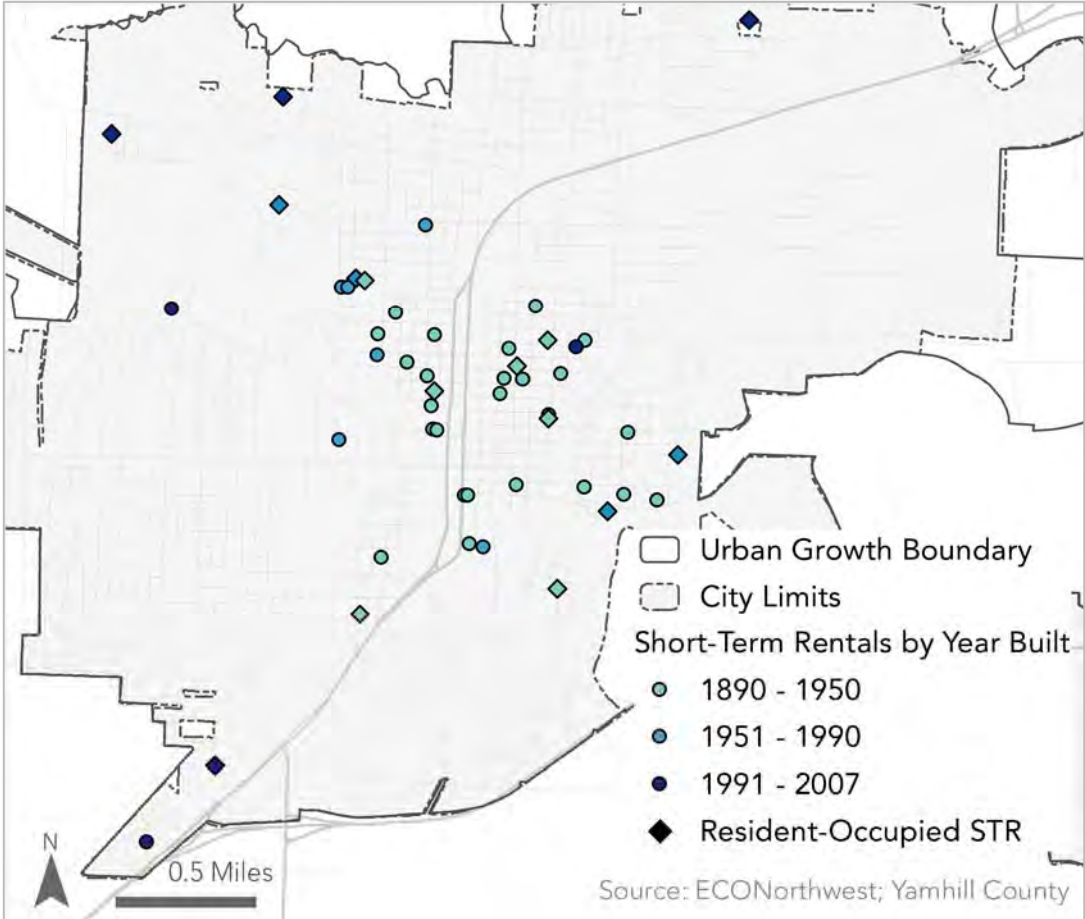 Urban Growth Boundary
City Limits
Short-Term Rentals by Year Built
1890 - 1950
1951 - 1990
1991 - 2007
Resident-Occupied STR
N
0.5 Miles
Source: ECONorthwest; Yamhill County